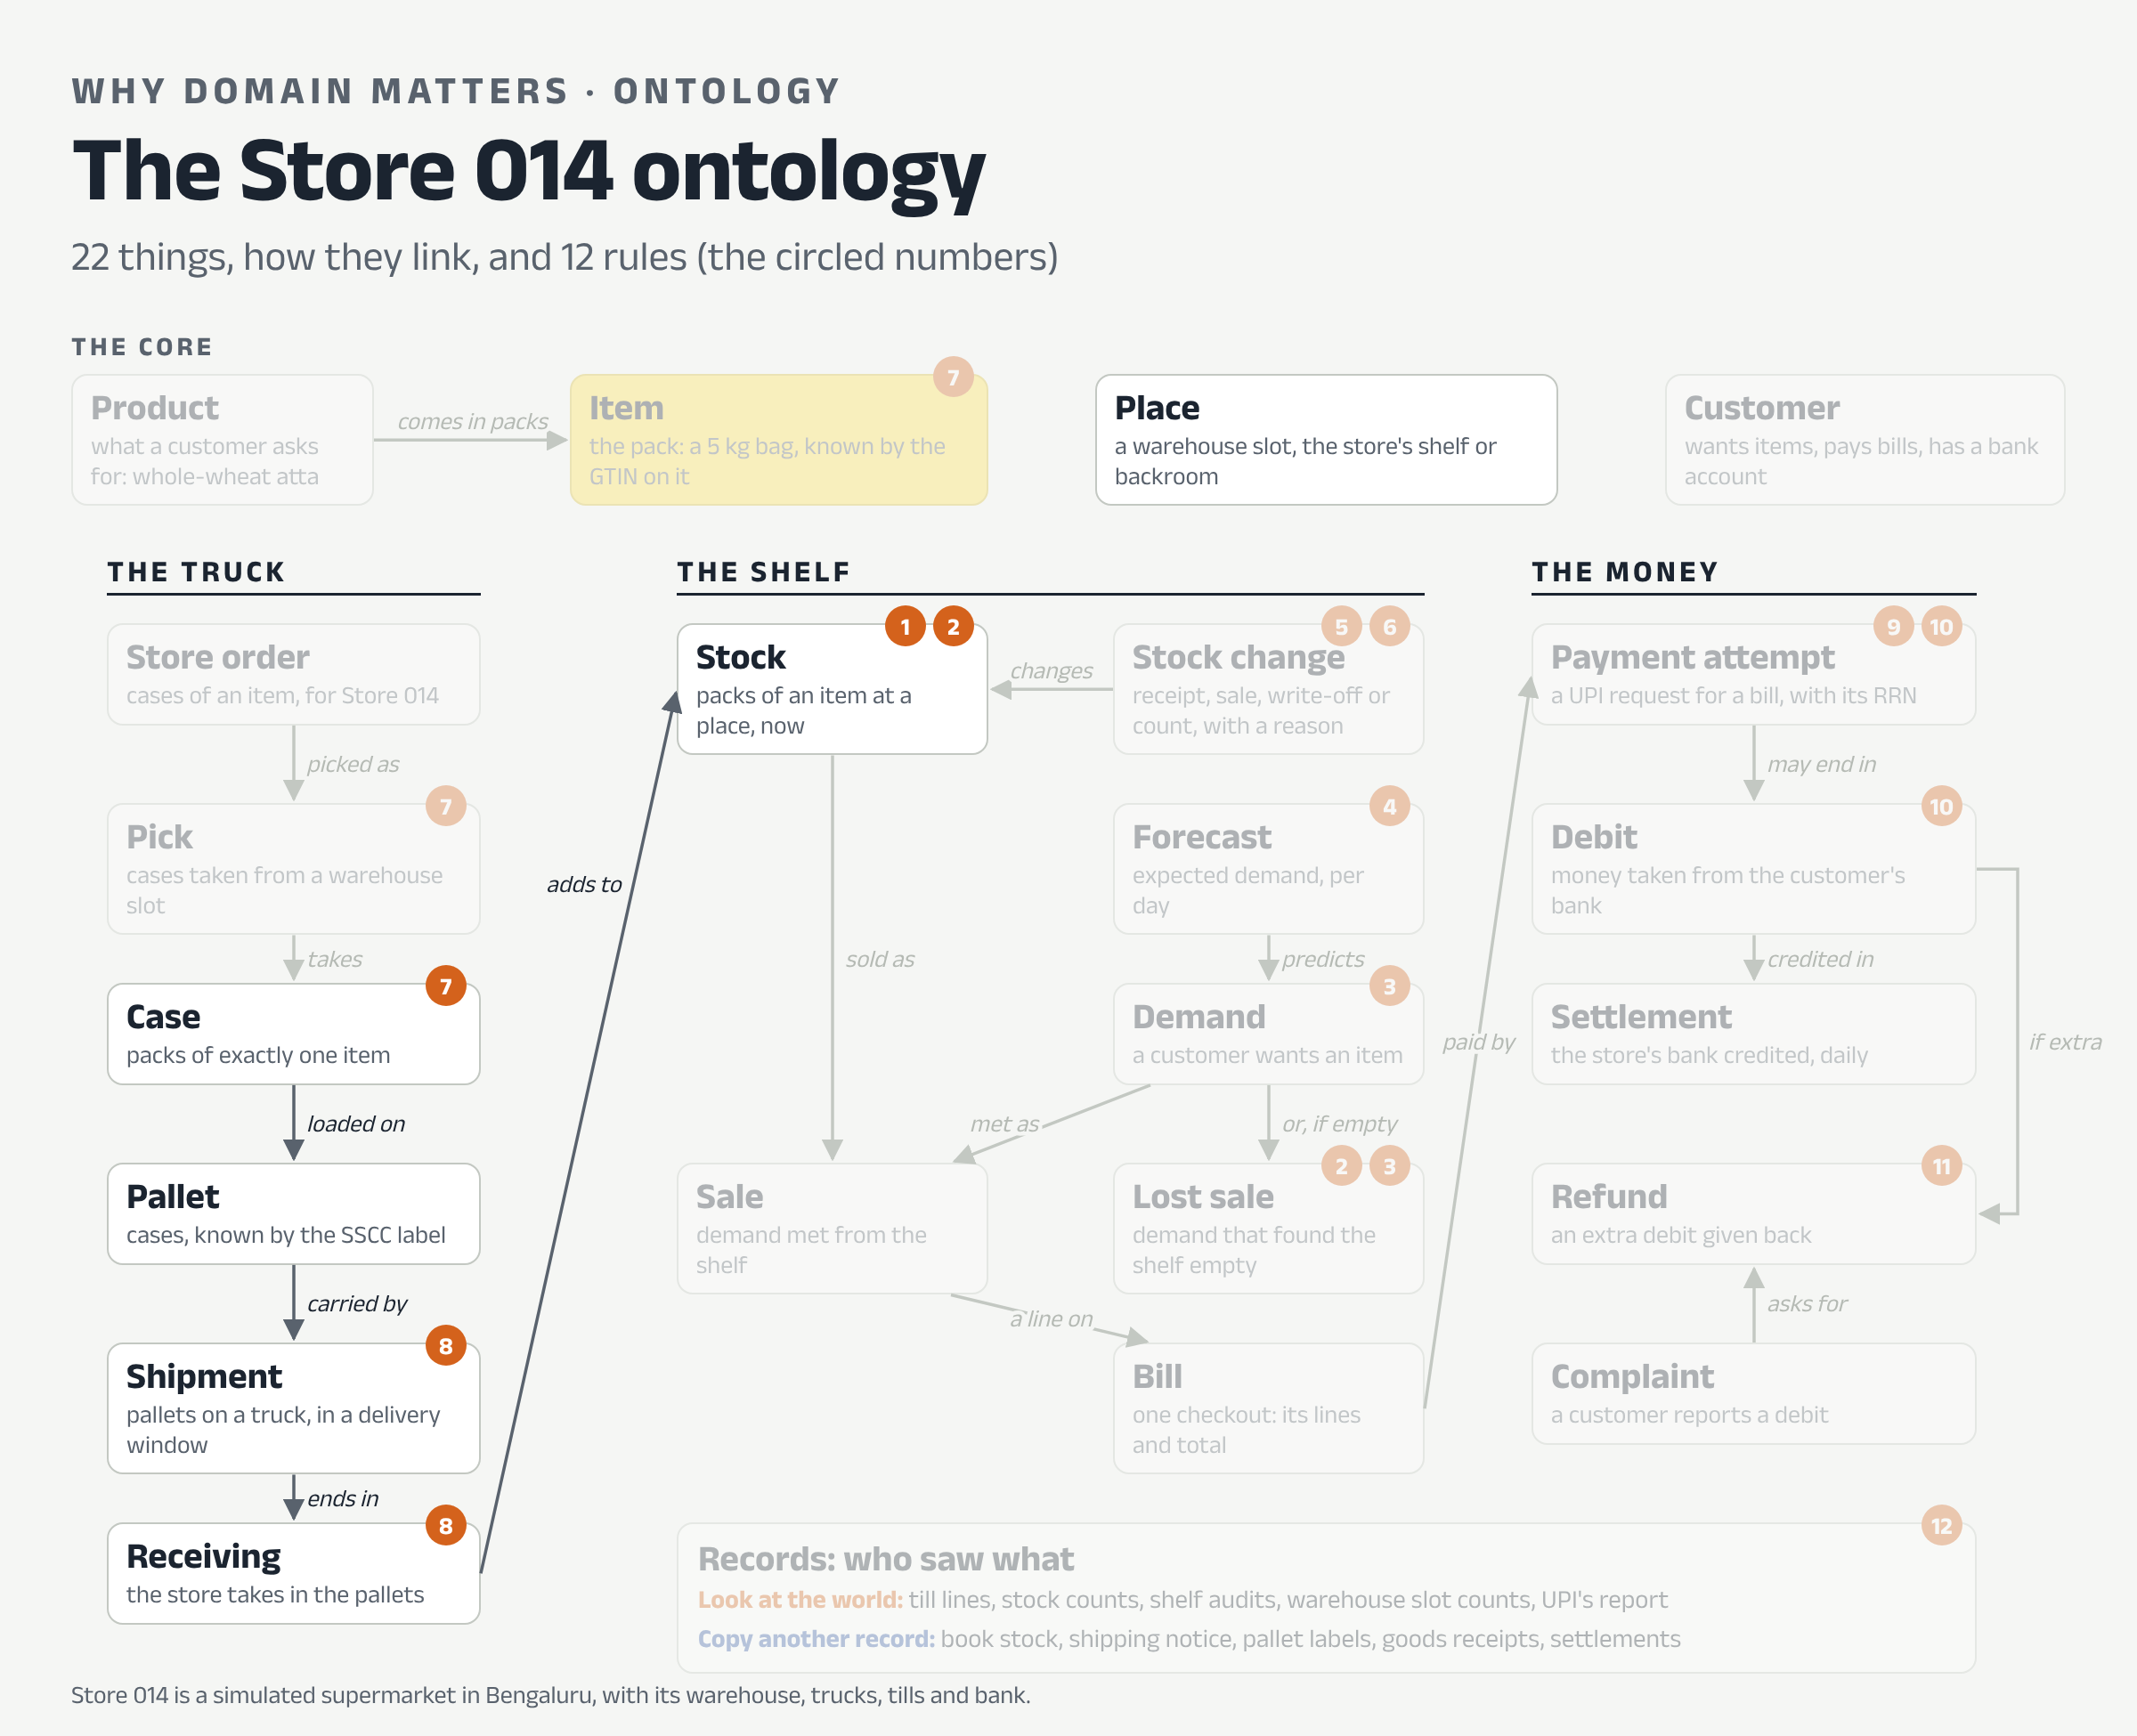 WHY DOMAIN MATTERS · ONTOLOGY
The Store 014 ontology
22 things, how they link, and 12 rules (the circled numbers)
THE CORE
Product
what a customer asks
for: whole-wheat atta
comes in packs
7
Item
the pack: a 5 kg bag, known by the
GTIN on it
Place
a warehouse slot, the store's shelf or
backroom
Customer
wants items, pays bills, has a bank
account
THE TRUCK
Store order
cases of an item, for Store 014
picked as
7
Pick
cases taken from a warehouse
slot
takes
7
Case
packs of exactly one item
loaded on
Pallet
cases, known by the SSCC label
carried by
8
Shipment
pallets on a truck, in a delivery
window
ends in
8
Receiving
the store takes in the pallets
adds to
THE SHELF
1 2
Stock
packs of an item at a
place, now
changes
5 6
Stock change
receipt, sale, write-off or
count, with a reason
sold as
4
Forecast
expected demand, per
day
predicts
3
Demand
a customer wants an item
met as
or, if empty
Sale
demand met from the
shelf
2 3
Lost sale
demand that found the
shelf empty
a line on
Bill
one checkout: its lines
and total
paid by
THE MONEY
9 10
Payment attempt
a UPI request for a bill, with its RRN
may end in
10
Debit
money taken from the customer's
bank
credited in
Settlement
the store's bank credited, daily
if extra
11
Refund
an extra debit given back
asks for
Complaint
a customer reports a debit
12
Records: who saw what
Look at the world: till lines, stock counts, shelf audits, warehouse slot counts, UPI's report
Copy another record: book stock, shipping notice, pallet labels, goods receipts, settlements
Store 014 is a simulated supermarket in Bengaluru, with its warehouse, trucks, tills and bank.